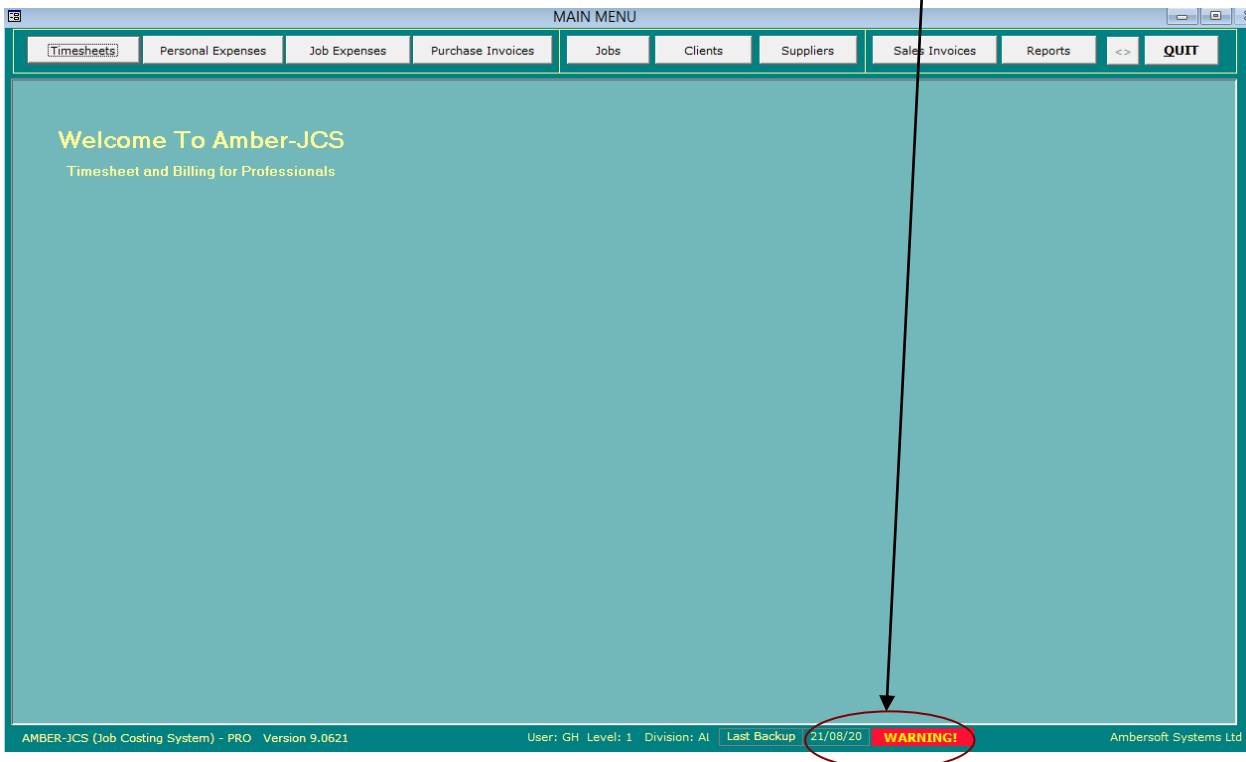 MAIN MENU
Timesheets Personal Expenses Job Expenses Purchase Invoices Jobs Clients Suppliers Sales Invoices Reports <> QUIT
Welcome To Amber-JCS
Timesheet and Billing for Professionals
AMBER-JCS (Job Costing System) - PRO Version 9.0621 User: GH Level: 1 Division: Al Last Backup 21/08/20 WARNING! Ambersoft Systems Ltd